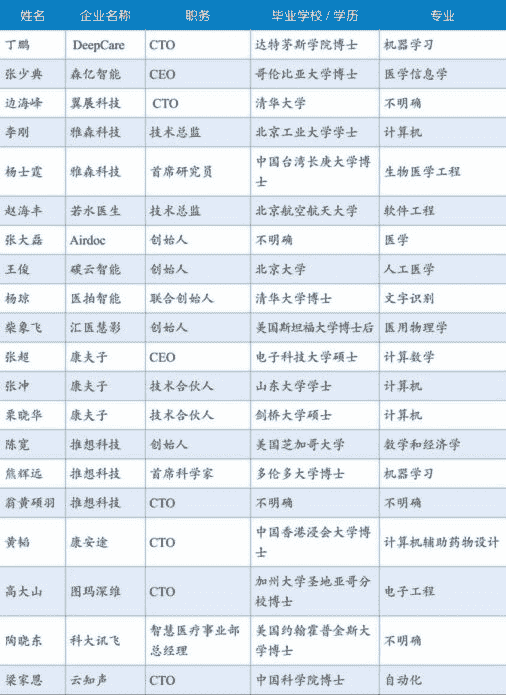 姓名 企业名称 职务 毕业学校 / 学历 专业
丁鹏 DeepCare CTO 达特茅斯学院博士 机器学习
张少典 森亿智能 CEO 哥伦比亚大学博士 医学信息学
边海峰 翼展科技 CTO 清华大学 不明确
李刚 雅森科技 技术总监 北京工业大学学士 计算机
杨士霆 雅森科技 首席研究员 中国台湾长庚大学博
士 生物医学工程
赵海丰 若水医生 技术总监 北京航空航天大学 软件工程
张大磊 Airdoc 创始人 不明确 医学
王俊 碳云智能 创始人 北京大学 人工医学
杨琼 医拍智能 联合创始人 清华大学博士 文字识别
柴象飞 汇医慧影 创始人 美国斯坦福大学博士后 医用物理学
张超 康夫子 CEO 电子科技大学硕士 计算数学
张冲 康夫子 技术合伙人 山东大学学士 计算机
栗晓华 康夫子 技术合伙人 剑桥大学硕士 计算机
陈宽 推想科技 创始人 美国芝加哥大学 数学和经济学
熊辉远 推想科技 首席科学家 多伦多大学博士 机器学习
翁黄硕羽 推想科技 CTO 不明确 不明确
黄韬 康安途 CTO 中国香港浸会大学博
士 计算机辅助药物设计
高大山 图玛深维 CTO 加州大学圣地亚哥分
校博士 电子工程
陶晓东 科大讯飞 智慧医疗事业部
总经理 美国约翰霍普金斯大
学博士 不明确
梁家恩 云知声 CTO 中国科学院博士 自动化